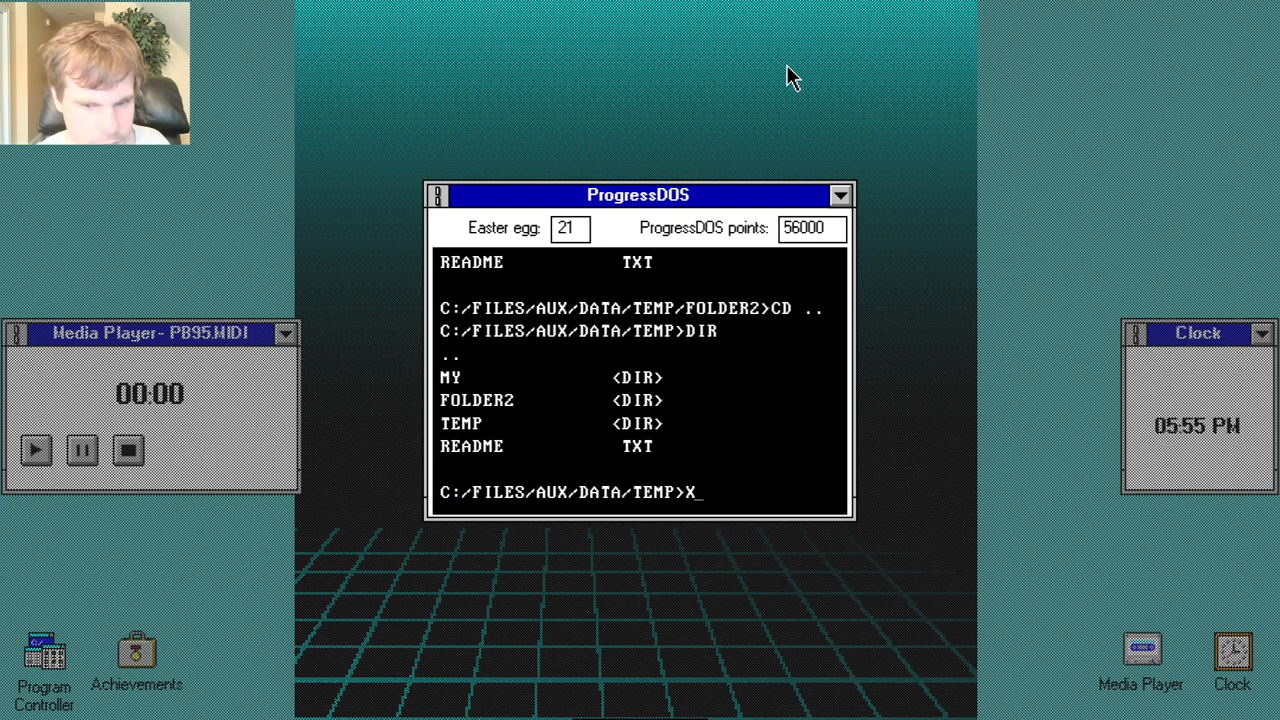 ProgressDOS
Easter egg: 21 ProgressDOS points: 56000
README TXT
C:/FILES/AUX/DATA/TEMP/FOLDER2>CD ..
C:/FILES/AUX/DATA/TEMP>DIR
..
MY <DIR>
FOLDER2 <DIR>
TEMP <DIR>
README TXT
C:/FILES/AUX/DATA/TEMP>X_
Media Player- PB95.MIDI
00:00
Clock
05:55 PM
Program
Controller
Achievements
Media Player
Clock